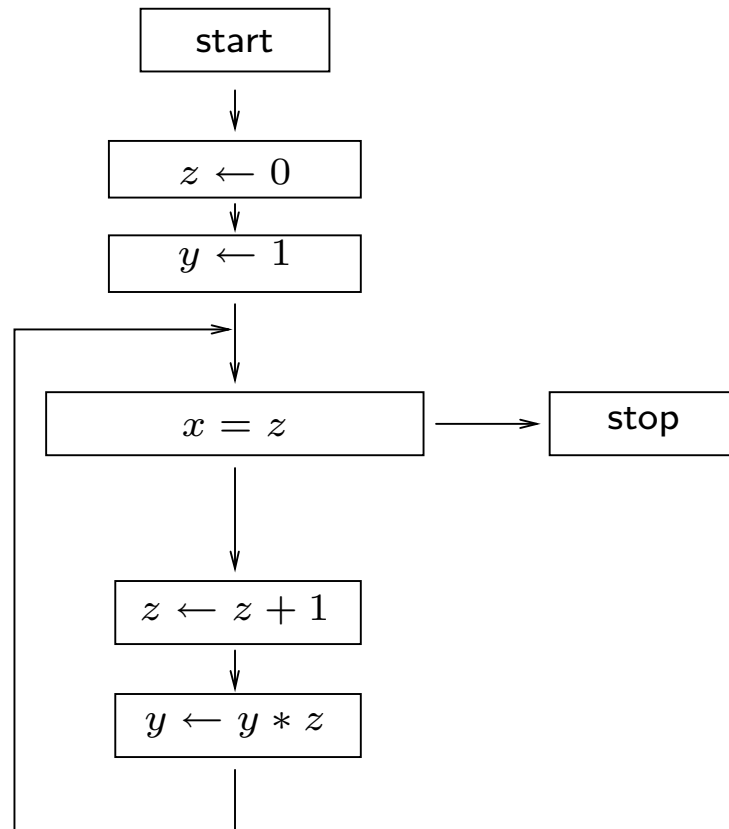 start
z ← 0
y ← 1
x = z
stop
z ← z + 1
y ← y ∗ z